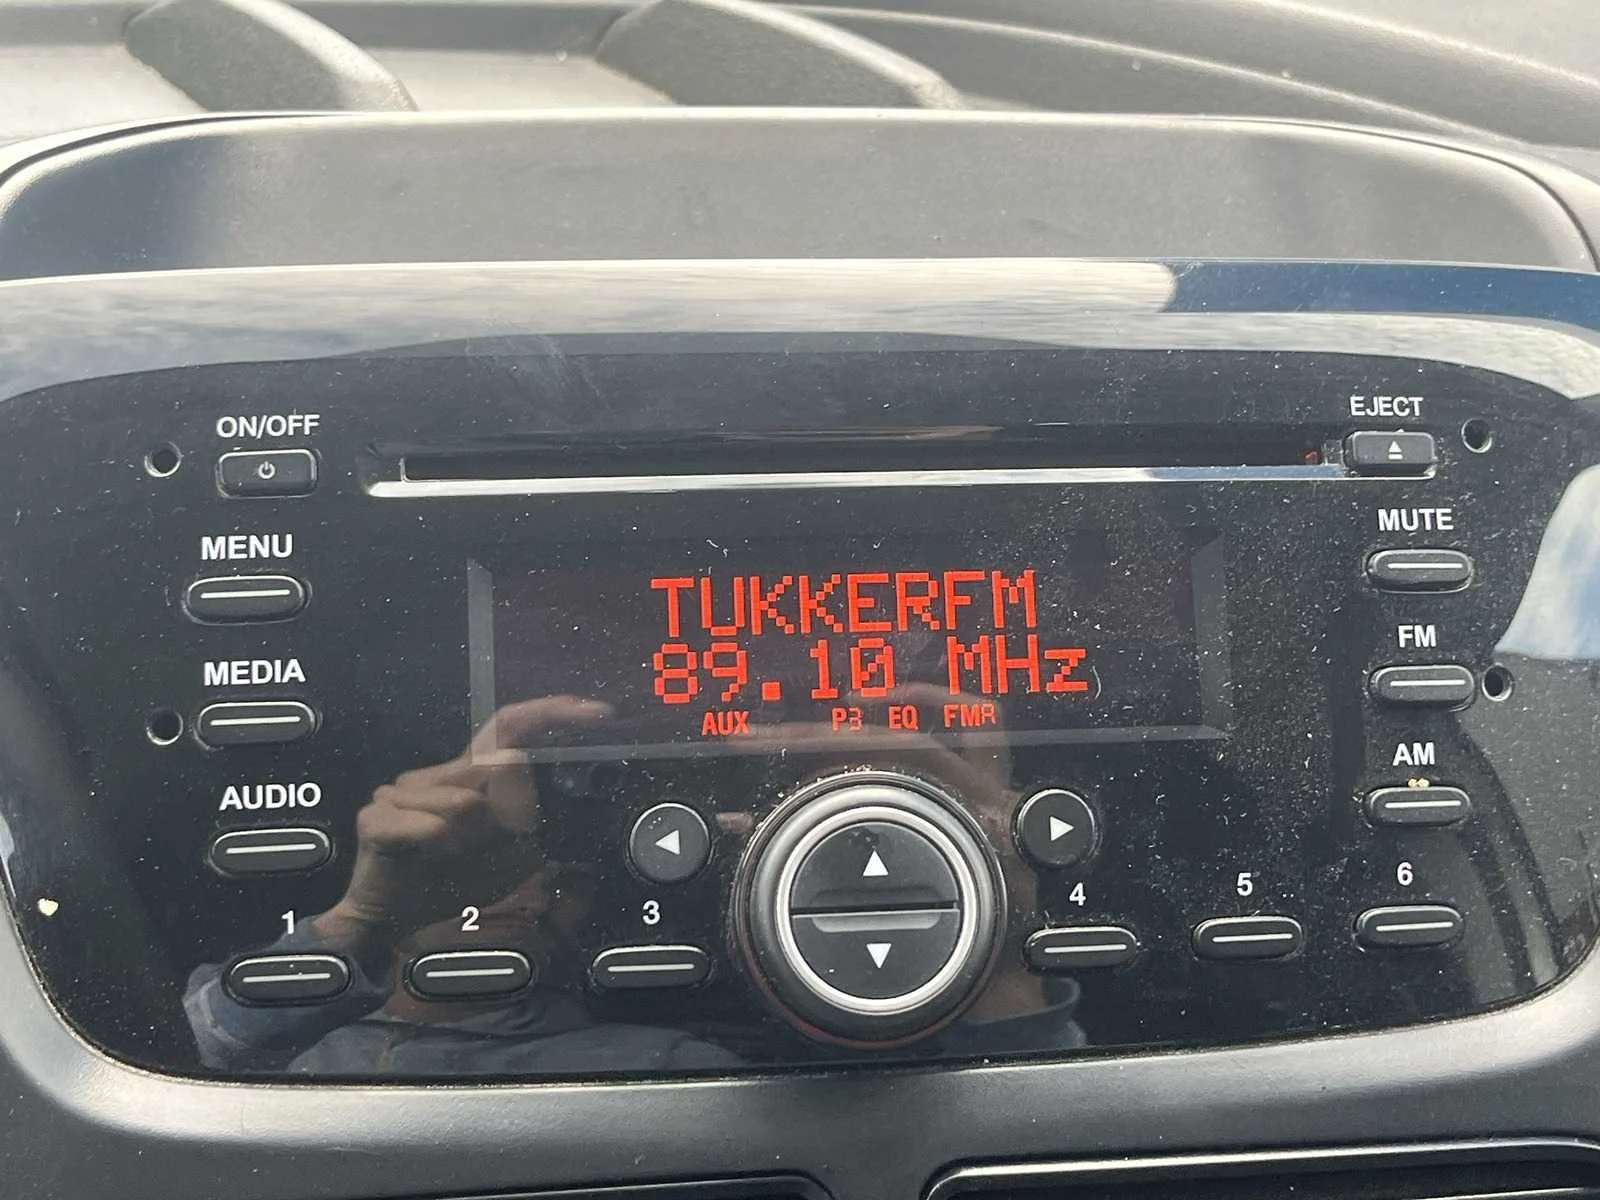 ON/OFF
EJECT
MENU
MUTE
TUKKERFM
FM
89.10 MHz
MEDIA
AUX P3 EQ FMA
AM
AUDIO
1 2 3 4 5 6